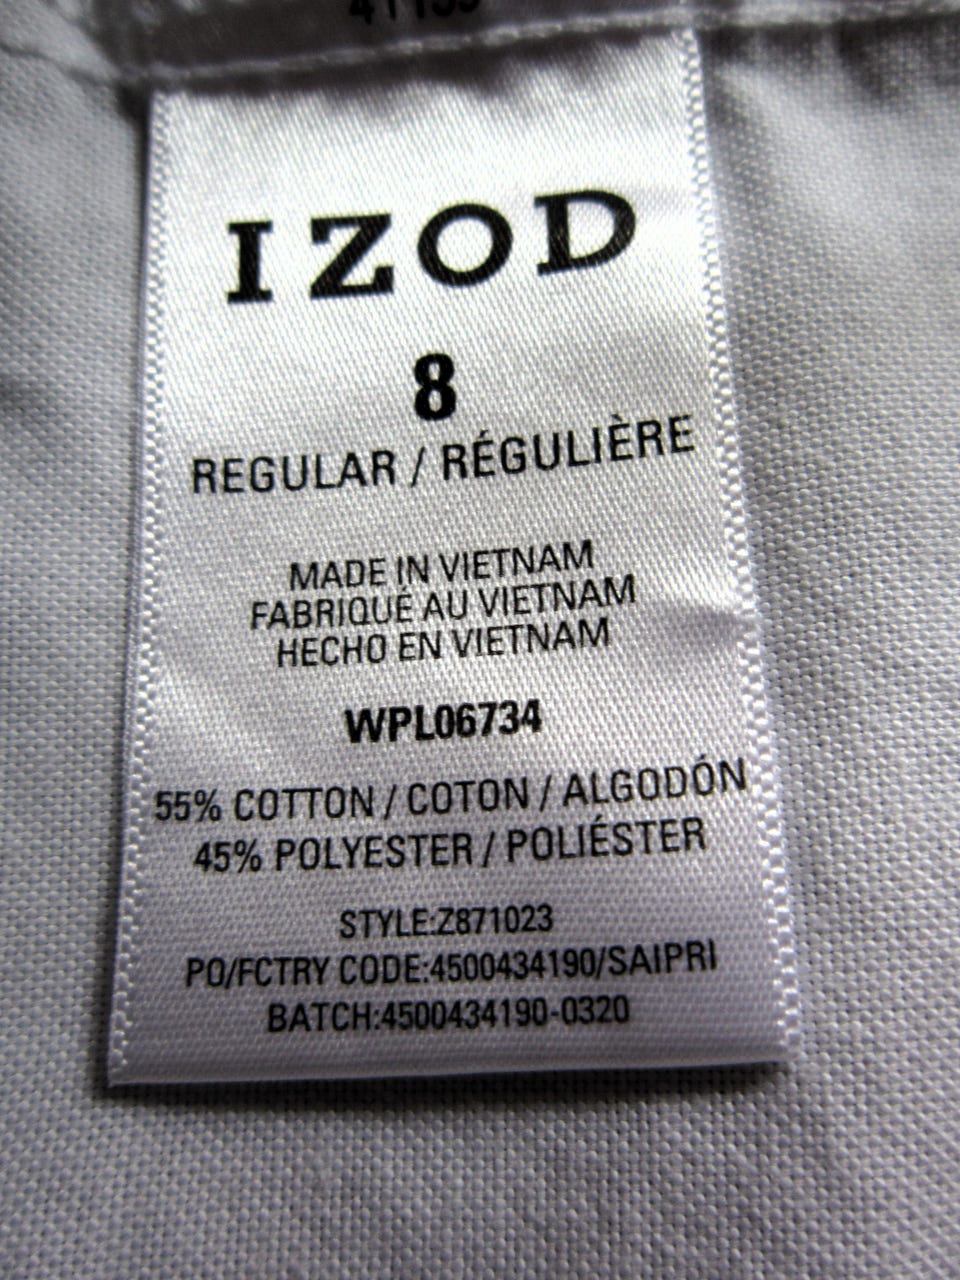 IZOD
8
REGULAR / RÉGULIÈRE
MADE IN VIETNAM
FABRIQUÉ AU VIETNAM
HECHO EN VIETNAM
WPL06734
55% COTTON / COTON / ALGODÓN
45% POLYESTER / POLIÉSTER
STYLE:Z871023
PO/FCTRY CODE:4500434190/SAIPRI
BATCH:4500434190-0320